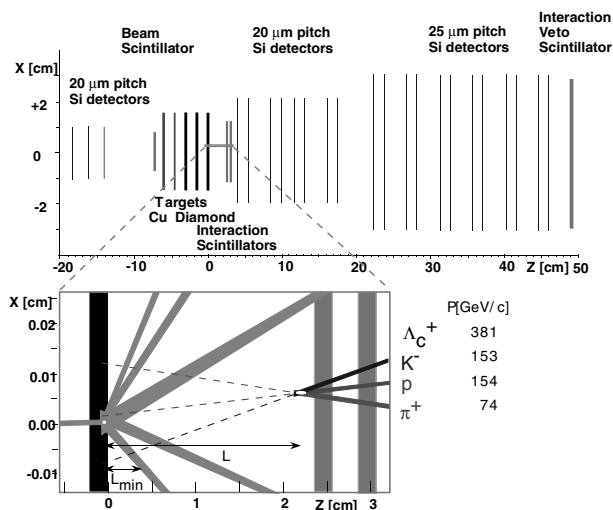 Beam
Scintillator
20 μm pitch
Si detectors
25 μm pitch
Si detectors
Interaction
Veto
Scintillator
X [cm]
20 μm pitch
Si detectors
+2
0
-2
Targets
Cu Diamond
Interaction
Scintillators
-20 -10 0 10 20 30 40 Z [cm] 50
X [cm]
0.02
0.01
0.00
-0.01
L
Lmin
0 1 2 Z [cm] 3
P[GeV/ c]
Λc+ 381
K- 153
p 154
π+ 74